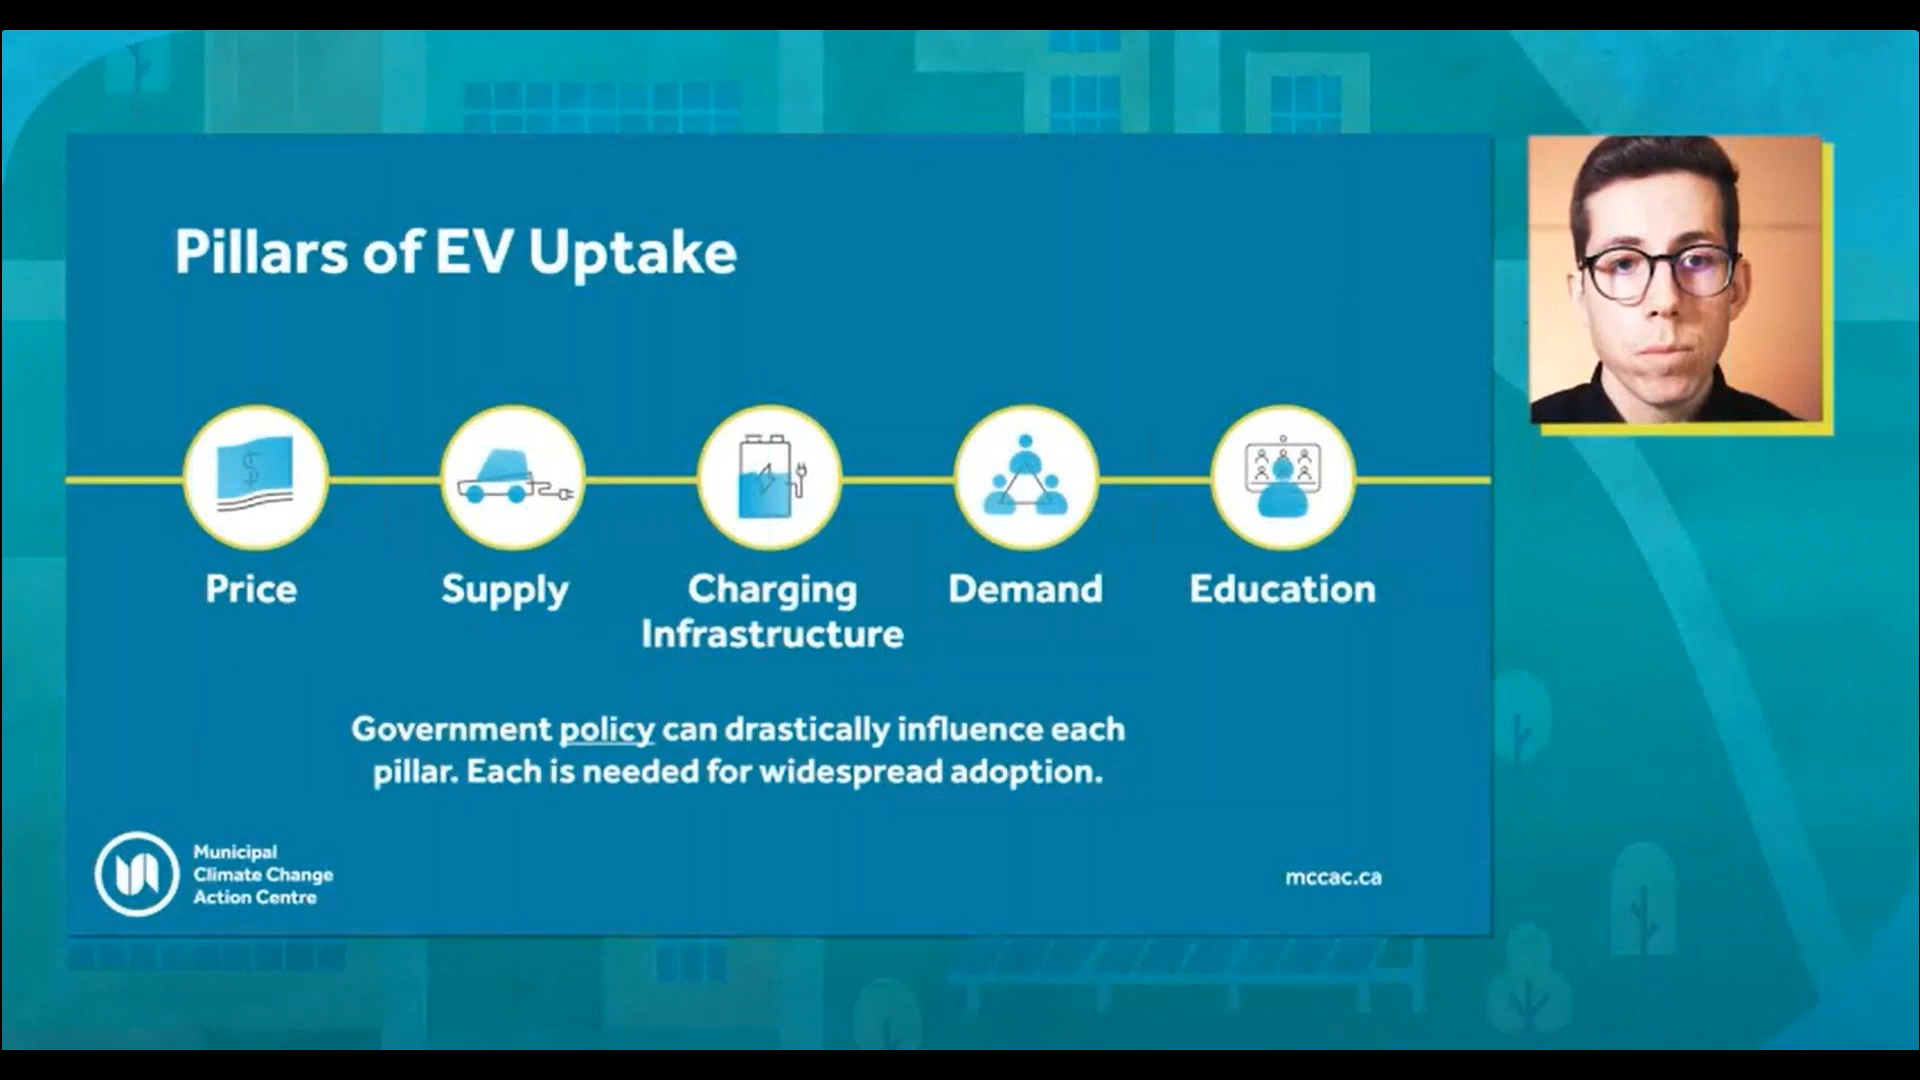 Pillars of EV Uptake
$
Price
Supply
Charging
Infrastructure
Demand
Education
Government policy can drastically influence each
pillar. Each is needed for widespread adoption.
Municipal
Climate Change
Action Centre
mccac.ca